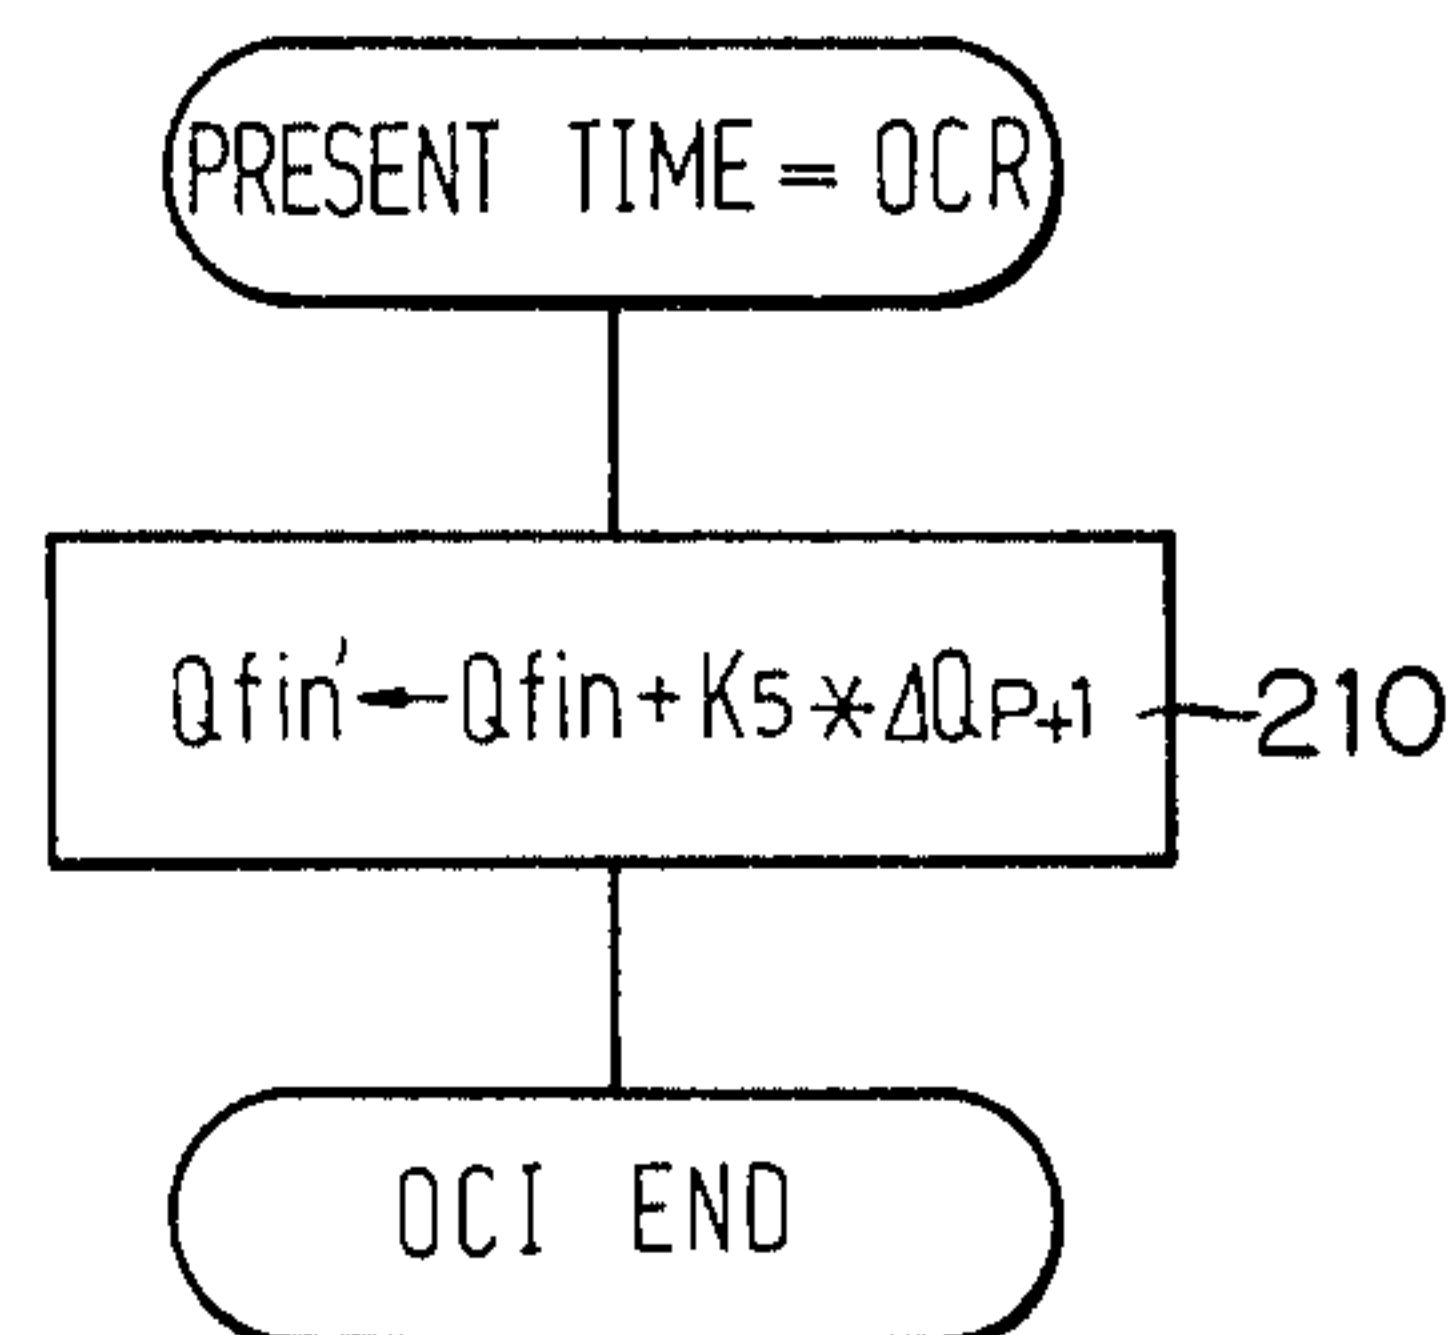 PRESENT TIME = OCR
Qfin' ← Qfin + K5 * ΔQP+1
210
OCI END